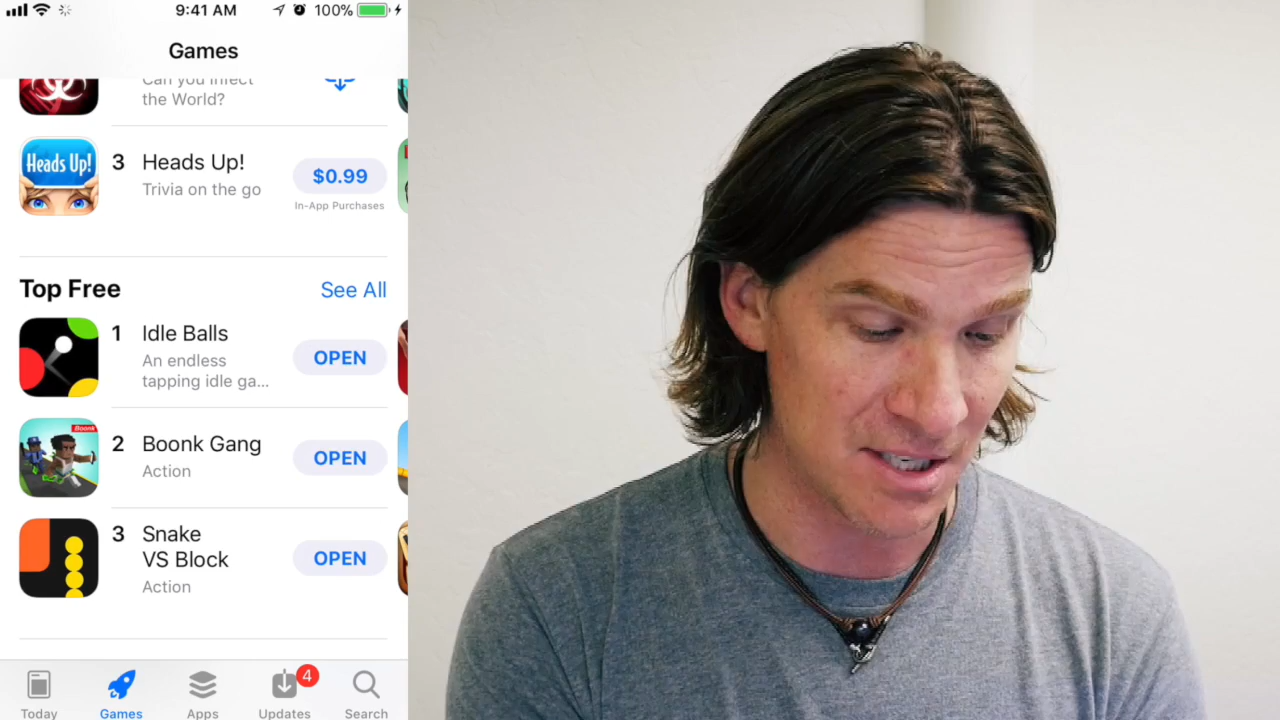 9:41 AM 100%
Games
Can you infect
the World?
Heads Up!
3 Heads Up!
Trivia on the go
$0.99
In-App Purchases
Top Free See All
1 Idle Balls
An endless
tapping idle ga...
OPEN
Boonk
2 Boonk Gang
Action
OPEN
3 Snake
VS Block
Action
OPEN
4
Today Games Apps Updates Search